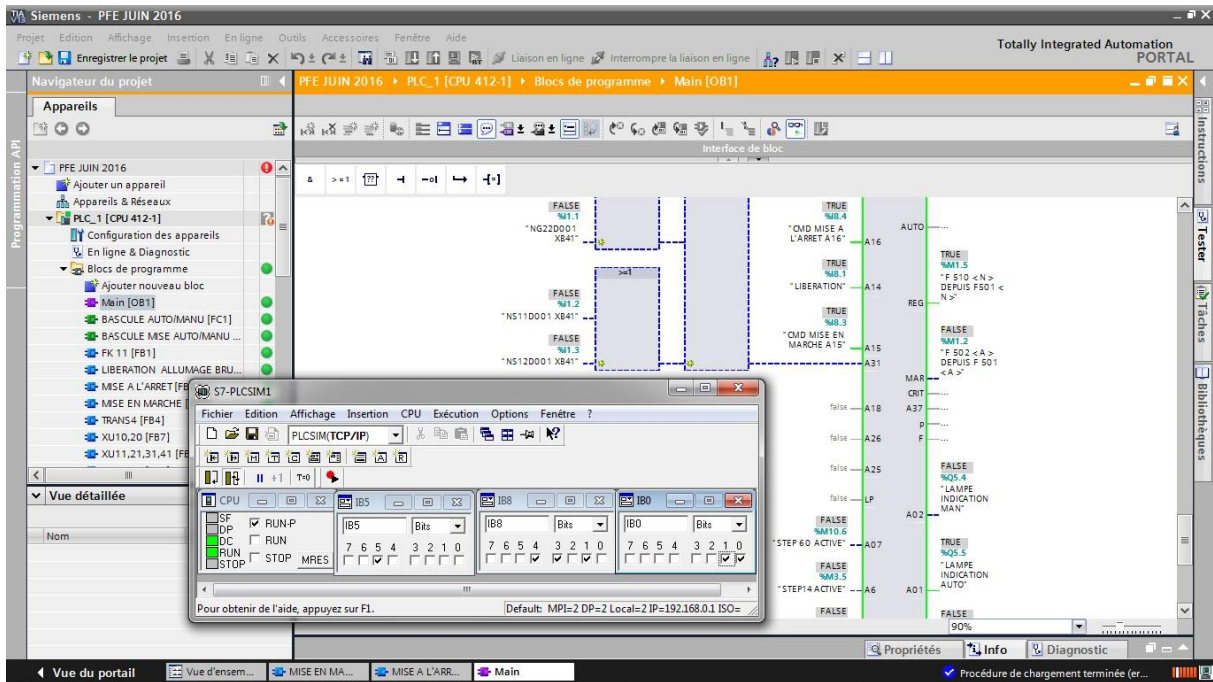 Siemens - PFE JUIN 2016
Projet Edition Affichage Insertion En ligne Outils Accessoires Fenêtre Aide
Totally Integrated Automation
PORTAL
Enregistrer le projet
Liaison en ligne
Interrompre la liaison en ligne
Navigateur du projet
PFE JUIN 2016 PLC_1 [CPU 412-1] Blocs de programme Main [OB1]
Appareils
Interface de bloc
Programmation API
PFE JUIN 2016
Ajouter un appareil
Appareils & Réseaux
PLC_1 [CPU 412-1]
Configuration des appareils
En ligne & Diagnostic
Blocs de programme
Ajouter nouveau bloc
Main [OB1]
BASCULE AUTO/MANU [FC1]
BASCULE MISE AUTO/MANU ...
FK 11 [FB1]
LIBERATION ALLUMAGE BRU...
MISE A L'ARRET [FB
MISE EN MARCHE [
TRANS4 [FB4]
XU10,20 [FB7]
XU11,21,31,41 [FB
Vue détaillée
Nom
& >=1 ??
FALSE
%I1.1
"NG22D001
XB41"
>=1
FALSE
%I1.2
"NS11D001 XB41"
FALSE
%I1.3
"NS12D001 XB41"
TRUE
%I8.4
"CMD MISE A
L'ARRET A16"
A16
TRUE
%I8.1
"LIBERATION"
A14
TRUE
%I8.3
"CMD MISE EN
MARCHE A15"
A15
A31
false A18
false A26
false A25
false LP
FALSE
%M10.6
"STEP 60 ACTIVE"
A07
FALSE
%M3.5
"STEP14 ACTIVE"
A6
FALSE
AUTO ...
TRUE
%M1.5
"F 510 <N>
DEPUIS F501 <
N>"
REG
FALSE
%M1.2
"F 502 <A>
DEPUIS F 501
<A>"
MAR
CRIT ...
A37 ...
P ...
F ...
FALSE
%Q5.4
"LAMPE
INDICATION
MAN"
A02
TRUE
%Q5.5
"LAMPE
INDICATION
AUTO"
A01
FALSE
90%
S7-PLCSIM1
Fichier Edition Affichage Insertion CPU Exécution Options Fenêtre ?
PLCSIM(TCP/IP)
+1 T=0
CPU
SF
DP
DC
RUN
STOP
RUN-P
RUN
STOP
MRES
IB5
IB5 Bits
7 6 5 4 3 2 1 0
IB8
IB8 Bits
7 6 5 4 3 2 1 0
IB0
IB0 Bits
7 6 5 4 3 2 1 0
Pour obtenir de l'aide, appuyez sur F1.
Default: MPI=2 DP=2 Local=2 IP=192.168.0.1 ISO=
Instructions
Tester
Tâches
Bibliothèques
Propriétés
Info
Diagnostic
Vue du portail
Vue d'ensem...
MISE EN MA...
MISE A L'ARR...
Main
Procédure de chargement terminée (er...